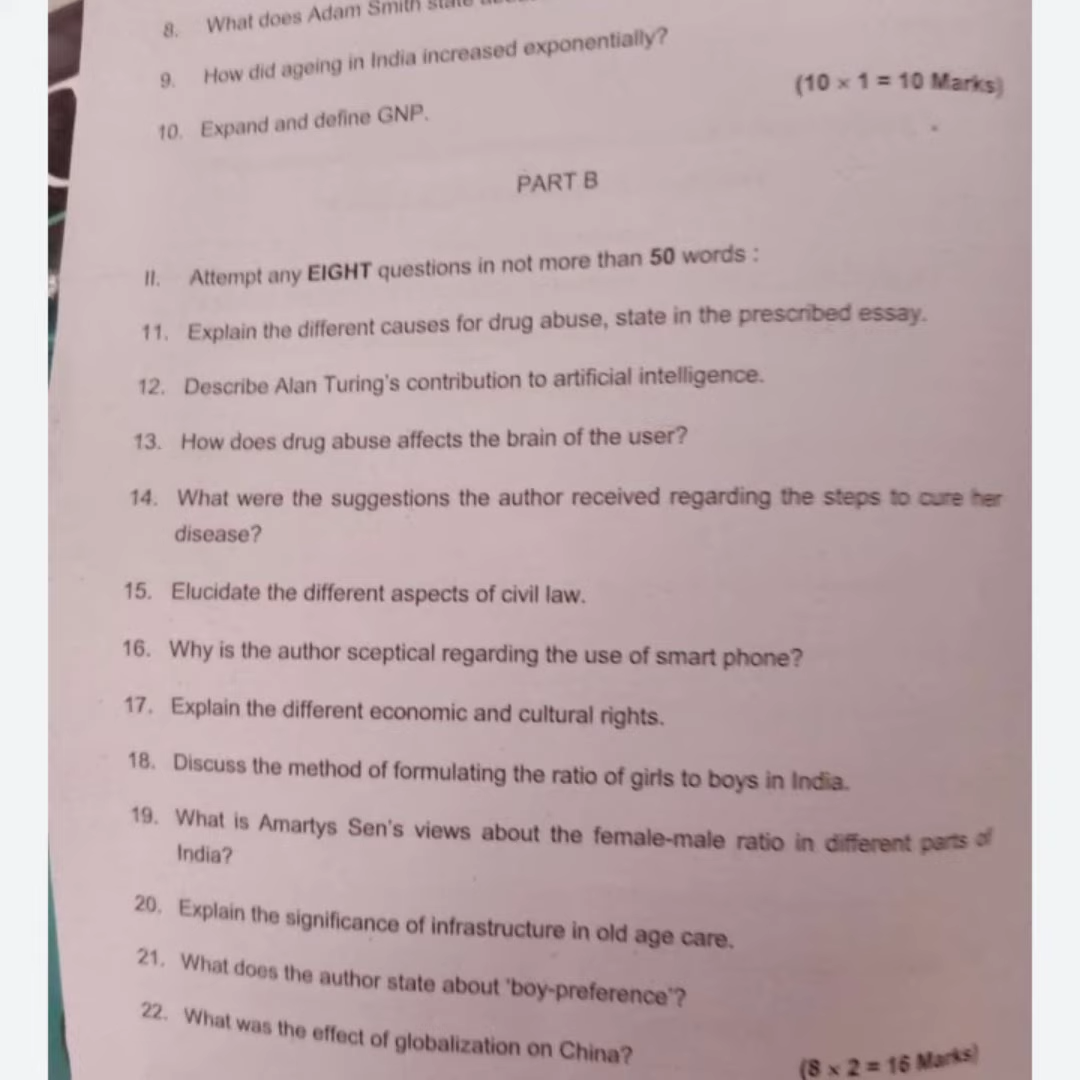 8. What does Adam Smith state
9. How did ageing in India increased exponentially?
(10 × 1 = 10 Marks)
10. Expand and define GNP.
PART B
II. Attempt any EIGHT questions in not more than 50 words :
11. Explain the different causes for drug abuse, state in the prescribed essay.
12. Describe Alan Turing's contribution to artificial intelligence.
13. How does drug abuse affects the brain of the user?
14. What were the suggestions the author received regarding the steps to cure her
disease?
15. Elucidate the different aspects of civil law.
16. Why is the author sceptical regarding the use of smart phone?
17. Explain the different economic and cultural rights.
18. Discuss the method of formulating the ratio of girls to boys in India.
19. What is Amartys Sen's views about the female-male ratio in different parts of
India?
20. Explain the significance of infrastructure in old age care.
21. What does the author state about 'boy-preference'?
22. What was the effect of globalization on China?
(8 × 2 = 16 Marks)